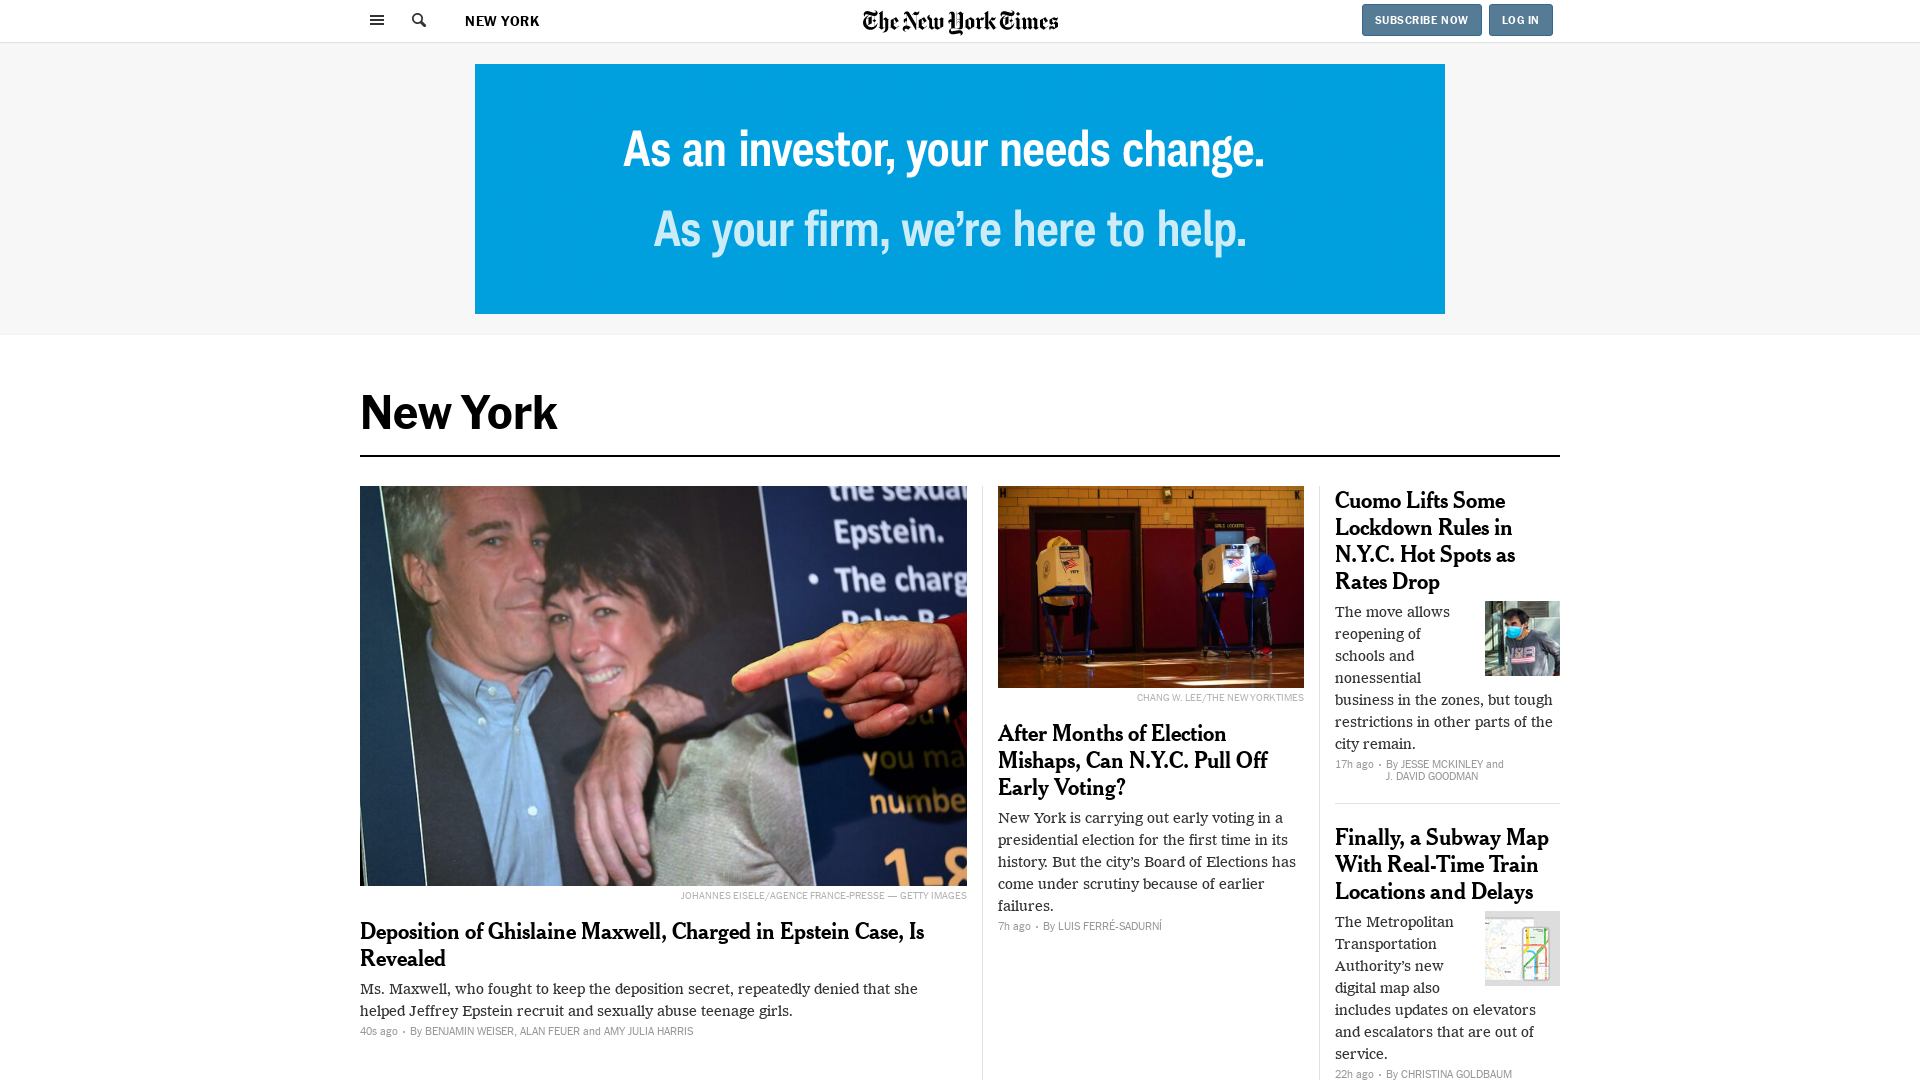 NEW YORK
The New York Times
SUBSCRIBE NOW
LOG IN
As an investor, your needs change.
As your firm, we're here to help.
New York
the sexual
Epstein.
• The charg
Palm Be
you ma
number
1-8
JOHANNES EISELE/AGENCE FRANCE-PRESSE — GETTY IMAGES
Deposition of Ghislaine Maxwell, Charged in Epstein Case, Is
Revealed
Ms. Maxwell, who fought to keep the deposition secret, repeatedly denied that she
helped Jeffrey Epstein recruit and sexually abuse teenage girls.
40s ago • By BENJAMIN WEISER, ALAN FEUER and AMY JULIA HARRIS
H I J K
GIRLS LOCKERS
VOTE
CHANG W. LEE/THE NEW YORK TIMES
After Months of Election
Mishaps, Can N.Y.C. Pull Off
Early Voting?
New York is carrying out early voting in a
presidential election for the first time in its
history. But the city's Board of Elections has
come under scrutiny because of earlier
failures.
7h ago • By LUIS FERRÉ-SADURNÍ
Cuomo Lifts Some
Lockdown Rules in
N.Y.C. Hot Spots as
Rates Drop
The move allows
reopening of
schools and
nonessential
business in the zones, but tough
restrictions in other parts of the
city remain.
17h ago • By JESSE MCKINLEY and
J. DAVID GOODMAN
Finally, a Subway Map
With Real-Time Train
Locations and Delays
The Metropolitan
Transportation
Authority's new
digital map also
includes updates on elevators
and escalators that are out of
service.
22h ago • By CHRISTINA GOLDBAUM